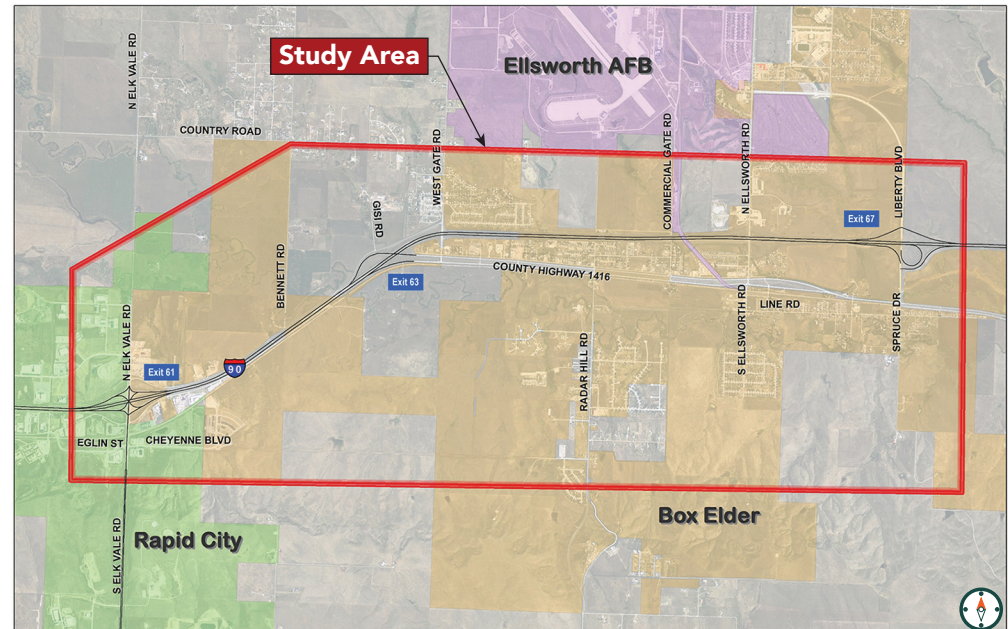 N ELK VALE RD
Study Area
Ellsworth AFB
COUNTRY ROAD
WEST GATE RD
COMMERCIAL GATE RD
N ELLSWORTH RD
LIBERTY BLVD
GISI RD
Exit 67
BENNETT RD
COUNTY HIGHWAY 1416
Exit 63
LINE RD
N ELK VALE RD
S ELLSWORTH RD
SPRUCE DR
RADAR HILL RD
Exit 61
90
EGLIN ST
CHEYENNE BLVD
Box Elder
Rapid City
S ELK VALE RD